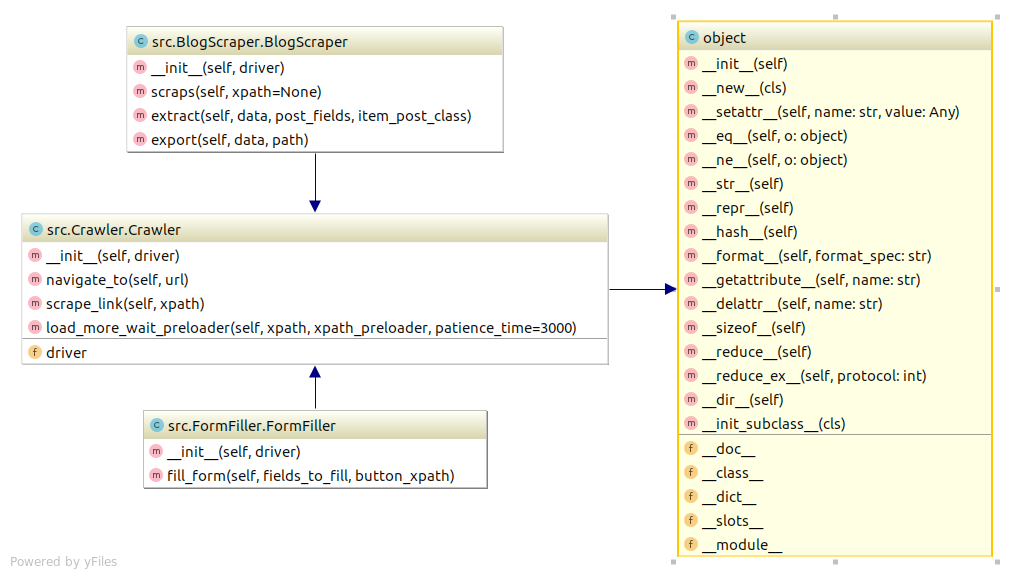 src.BlogScraper.BlogScraper
__init__(self, driver)
scraps(self, xpath=None)
extract(self, data, post_fields, item_post_class)
export(self, data, path)
src.Crawler.Crawler
__init__(self, driver)
navigate_to(self, url)
scrape_link(self, xpath)
load_more_wait_preloader(self, xpath, xpath_preloader, patience_time=3000)
driver
src.FormFiller.FormFiller
__init__(self, driver)
fill_form(self, fields_to_fill, button_xpath)
object
__init__(self)
__new__(cls)
__setattr__(self, name: str, value: Any)
__eq__(self, o: object)
__ne__(self, o: object)
__str__(self)
__repr__(self)
__hash__(self)
__format__(self, format_spec: str)
__getattribute__(self, name: str)
__delattr__(self, name: str)
__sizeof__(self)
__reduce__(self)
__reduce_ex__(self, protocol: int)
__dir__(self)
__init_subclass__(cls)
__doc__
__class__
__dict__
__slots__
__module__
Powered by yFiles